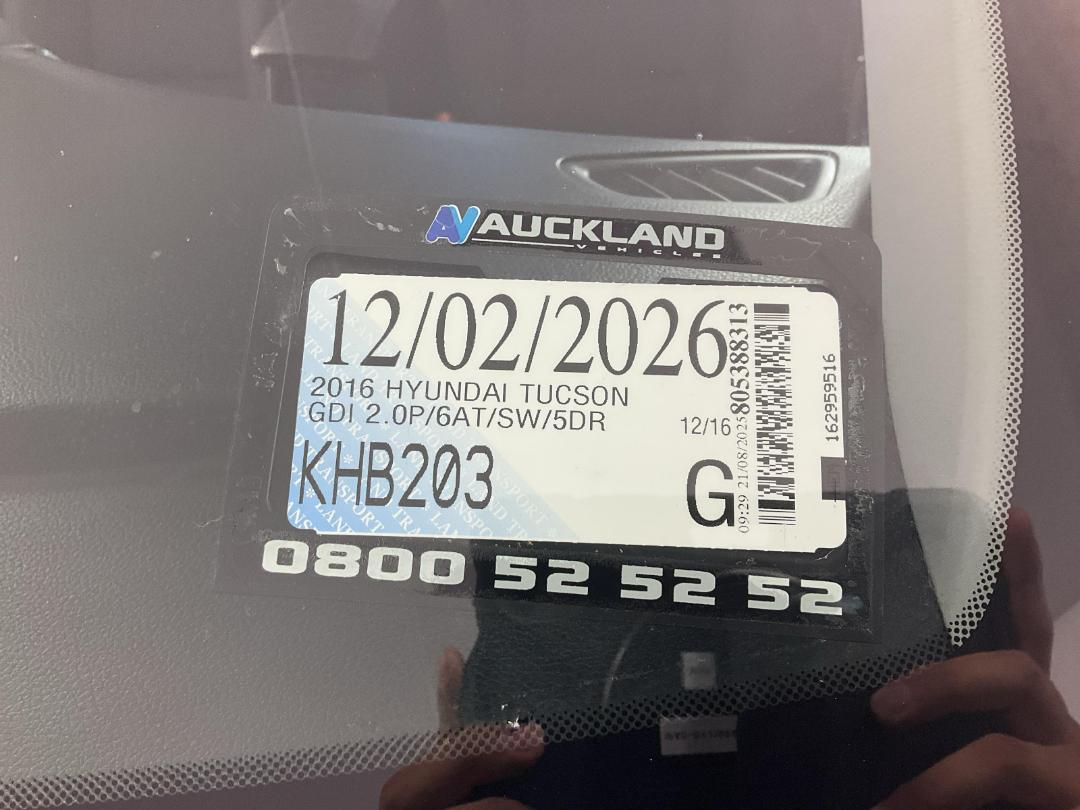 AV AUCKLAND
VEHICLES
12/02/2026
2016 HYUNDAI TUCSON
GDI 2.0P/6AT/SW/5DR
12/16
KHB203
G
09:29 21/08/2025
805388313
162959516
0800 52 52 52